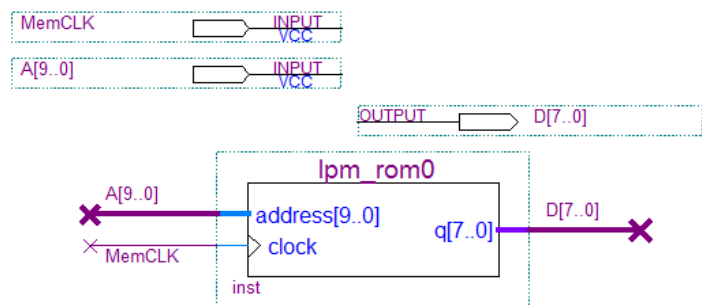 MemCLK INPUT
VCC
A[9..0] INPUT
VCC
OUTPUT D[7..0]
lpm_rom0
A[9..0]
address[9..0]
D[7..0]
q[7..0]
MemCLK
clock
inst